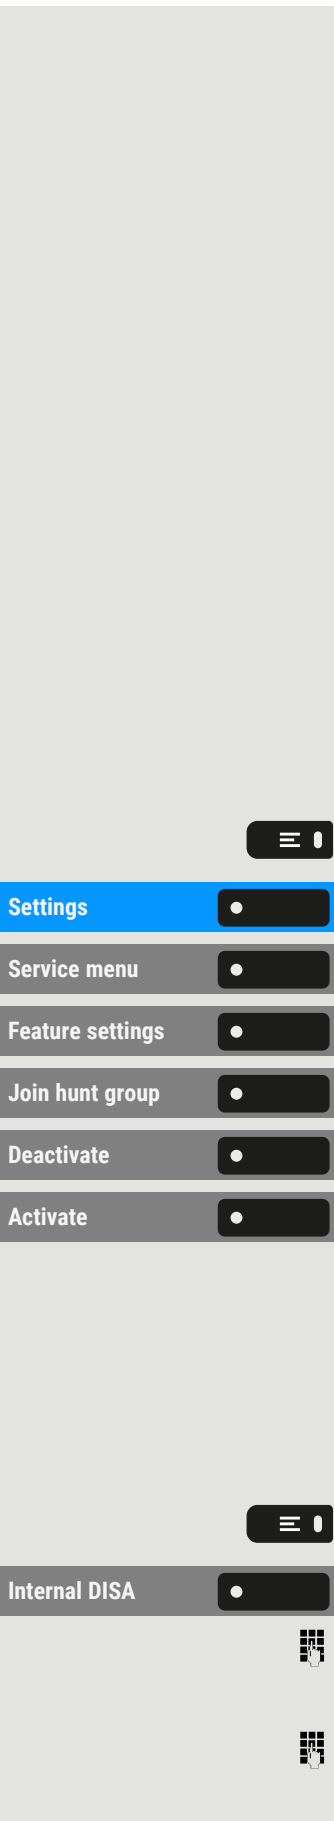 Settings
Service menu
Feature settings
Join hunt group
Deactivate
Activate
Internal DISA